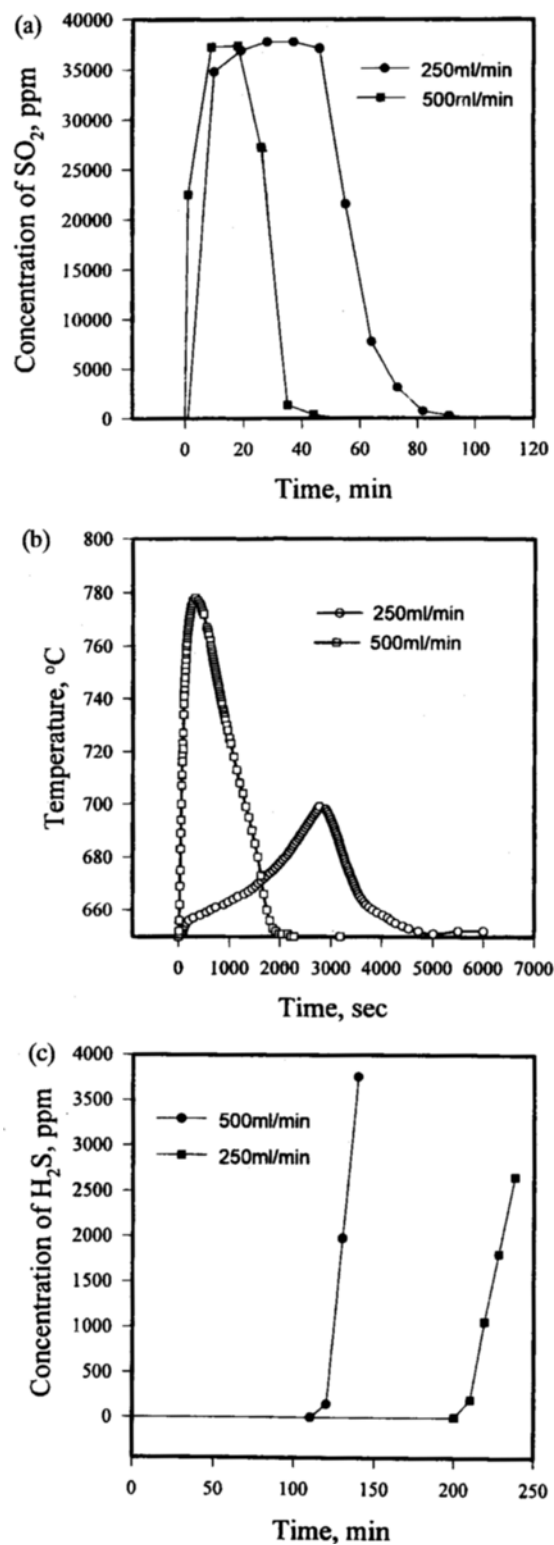 (a)
40000
35000
30000
25000
20000
15000
10000
5000
0
Concentration of SO₂, ppm
250ml/min
500ml/min
0 20 40 60 80 100 120
Time, min
(b)
800
780
760
740
720
700
680
660
Temperature, °C
250ml/min
500ml/min
0 1000 2000 3000 4000 5000 6000 7000
Time, sec
(c)
4000
3500
3000
2500
2000
1500
1000
500
0
Concentration of H₂S, ppm
500ml/min
250ml/min
0 50 100 150 200 250
Time, min